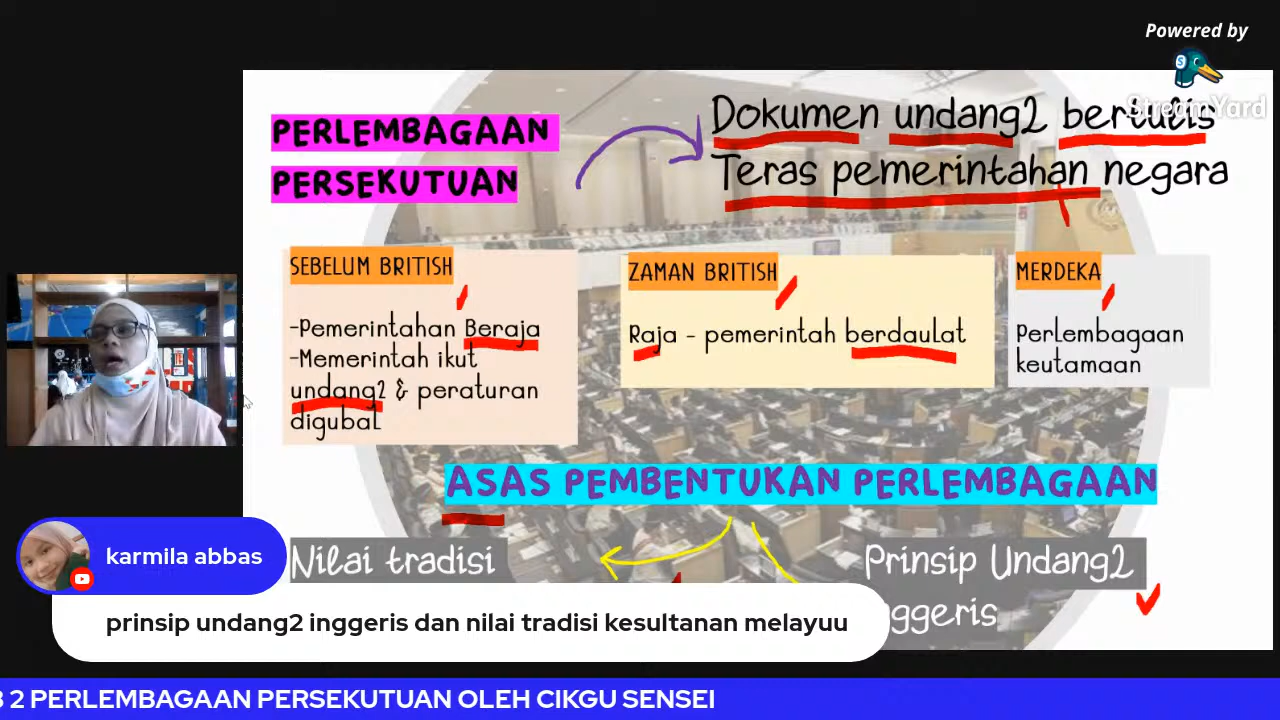 Powered by
StreamYard
PERLEMBAGAAN
PERSEKUTUAN
Dokumen undang2 bertulis
Teras pemerintahan negara
SEBELUM BRITISH
-Pemerintahan Beraja
-Memerintah ikut
undang2 & peraturan
digubal
ZAMAN BRITISH
Raja - pemerintah berdaulat
MERDEKA
Perlembagaan
keutamaan
ASAS PEMBENTUKAN PERLEMBAGAAN
Nilai tradisi
Prinsip Undang2
nggeris
karmila abbas
prinsip undang2 inggeris dan nilai tradisi kesultanan melayuu
2 PERLEMBAGAAN PERSEKUTUAN OLEH CIKGU SENSEI